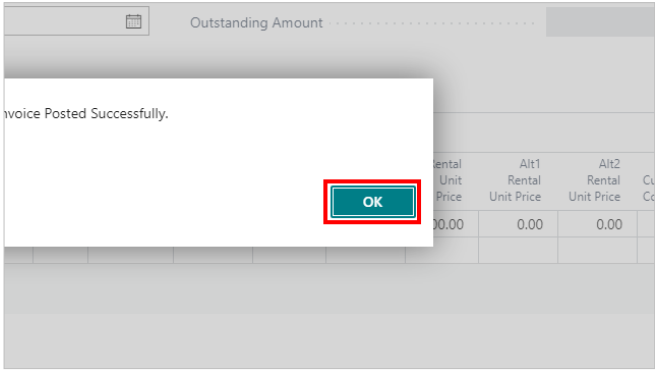 Outstanding Amount
nvoice Posted Successfully.
OK
Rental Unit Price
Alt1 Rental Unit Price
Alt2 Rental Unit Price
00.00
0.00
0.00